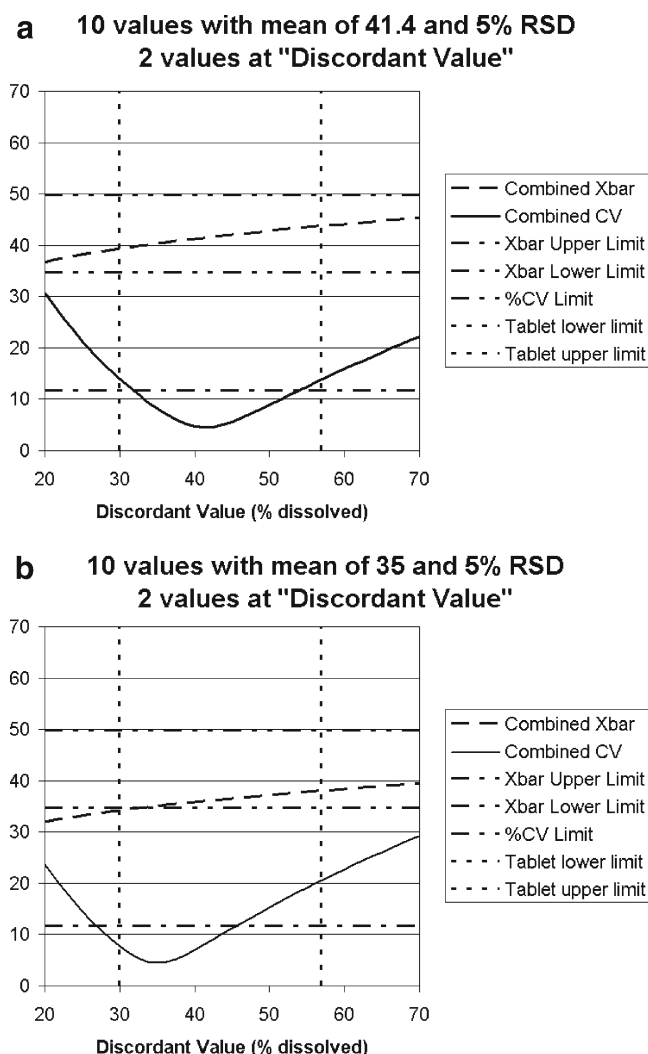 a 10 values with mean of 41.4 and 5% RSD
2 values at "Discordant Value"
70
60
50
40
30
20
10
0
20 30 40 50 60 70
Discordant Value (% dissolved)
Combined Xbar
Combined CV
Xbar Upper Limit
Xbar Lower Limit
%CV Limit
Tablet lower limit
Tablet upper limit
b 10 values with mean of 35 and 5% RSD
2 values at "Discordant Value"
70
60
50
40
30
20
10
0
20 30 40 50 60 70
Discordant Value (% dissolved)
Combined Xbar
Combined CV
Xbar Upper Limit
Xbar Lower Limit
%CV Limit
Tablet lower limit
Tablet upper limit